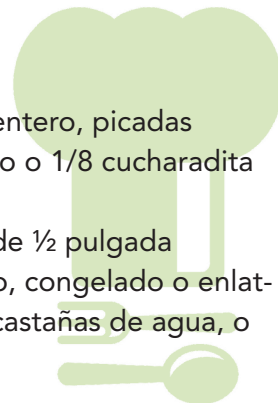 entero, picadas
o o 1/8 cucharadita
de ½ pulgada
o, congelado o enlat-
castañas de agua, o